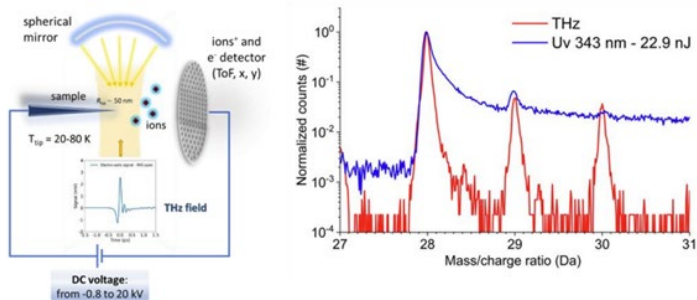 spherical
mirror
ions⁺ and
e⁻ detector
(ToF, x, y)
sample
~ 50 nm
ions
T_tip = 20-80 K
THz field
Time (ps)
DC voltage:
from -0.8 to 20 kV
THz
Uv 343 nm - 22.9 nJ
Normalized counts (#)
10⁰
10⁻¹
10⁻²
10⁻³
10⁻⁴
27 28 29 30 31
Mass/charge ratio (Da)